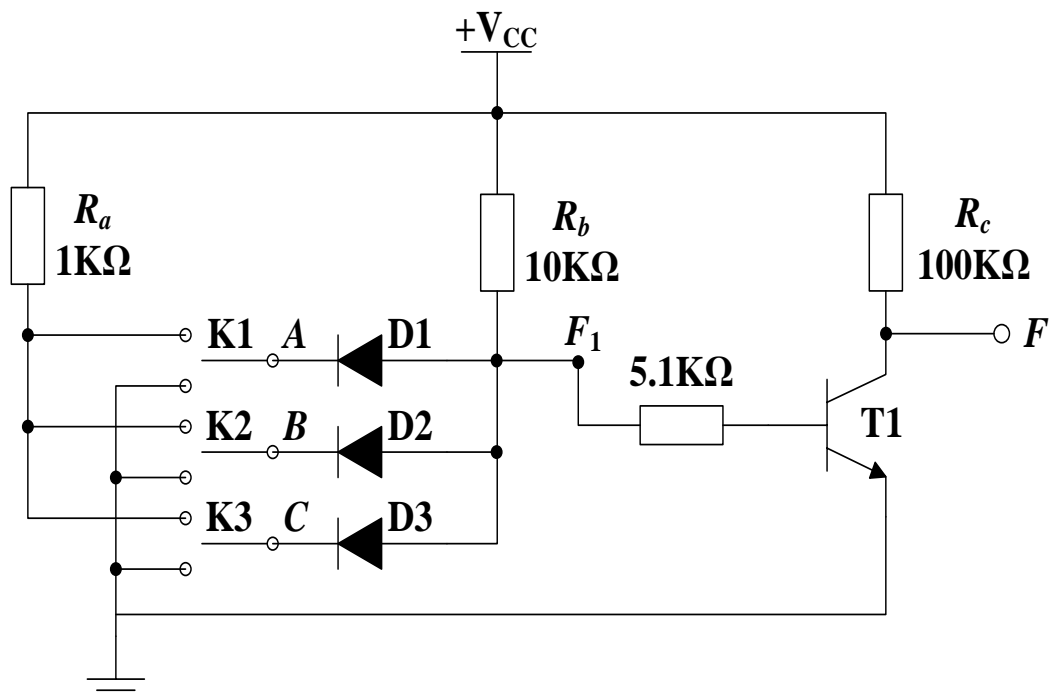 +VCC
Ra
1KΩ
Rb
10KΩ
Rc
100KΩ
K1 A D1
F1
F
5.1KΩ
K2 B D2
T1
K3 C D3